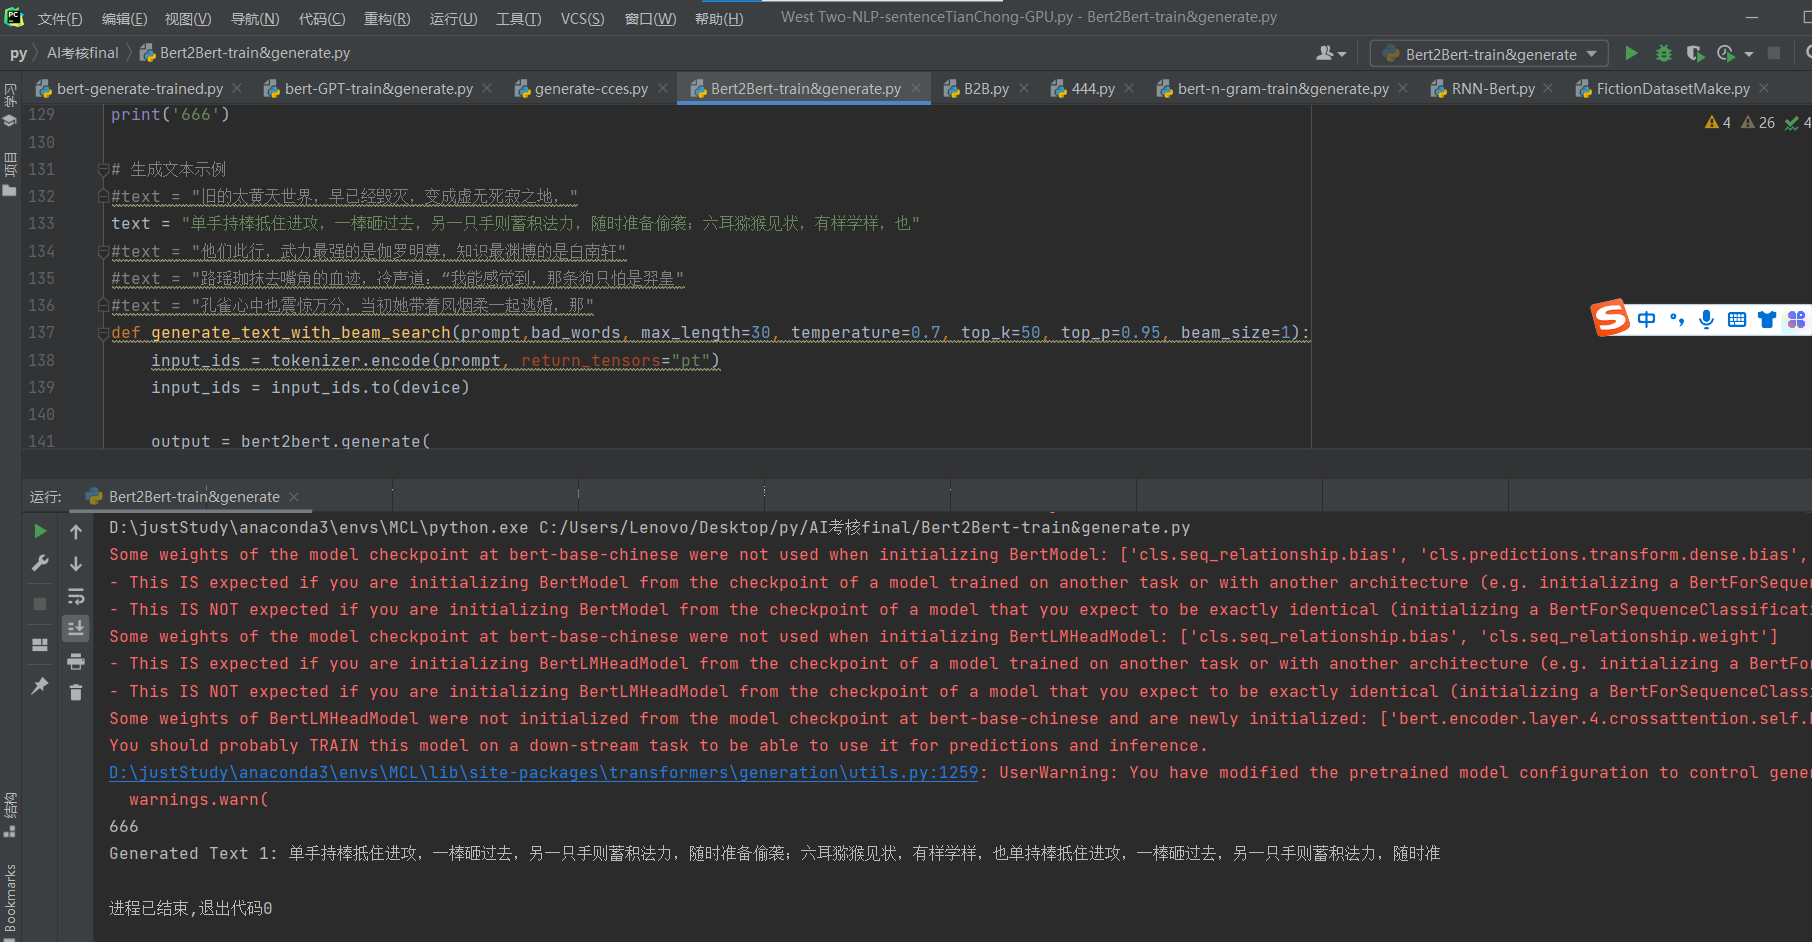 文件(F) 编辑(E) 视图(V) 导航(N) 代码(C) 重构(R) 运行(U) 工具(T) VCS(S) 窗口(W) 帮助(H) West Two-NLP-sentenceTianChong-GPU.py - Bert2Bert-train&generate.py
py AI考核final Bert2Bert-train&generate.py Bert2Bert-train&generate
bert-generate-trained.py bert-GPT-train&generate.py generate-cces.py Bert2Bert-train&generate.py B2B.py 444.py bert-n-gram-train&generate.py RNN-Bert.py FictionDatasetMake.py
学习
项目
4 26 4
129 print('666')
130
131 # 生成文本示例
132 #text = "旧的太黄天世界，早已经毁灭，变成虚无死寂之地，"
133 text = "单手持棒抵住进攻，一棒砸过去，另一只手则蓄积法力，随时准备偷袭；六耳猕猴见状，有样学样，也"
134 #text = "他们此行，武力最强的是伽罗明尊，知识最渊博的是白南轩"
135 #text = "路瑶珈抹去嘴角的血迹，冷声道：“我能感觉到，那条狗只怕是羿皇"
136 #text = "孔雀心中也震惊万分，当初她带着凤烟柔一起逃婚，那"
137 def generate_text_with_beam_search(prompt,bad_words, max_length=30, temperature=0.7, top_k=50, top_p=0.95, beam_size=1):
138 input_ids = tokenizer.encode(prompt, return_tensors="pt")
139 input_ids = input_ids.to(device)
140
141 output = bert2bert.generate(
中
运行: Bert2Bert-train&generate
D:\justStudy\anaconda3\envs\MCL\python.exe C:/Users/Lenovo/Desktop/py/AI考核final/Bert2Bert-train&generate.py
Some weights of the model checkpoint at bert-base-chinese were not used when initializing BertModel: ['cls.seq_relationship.bias', 'cls.predictions.transform.dense.bias',
- This IS expected if you are initializing BertModel from the checkpoint of a model trained on another task or with another architecture (e.g. initializing a BertForSequen
- This IS NOT expected if you are initializing BertModel from the checkpoint of a model that you expect to be exactly identical (initializing a BertForSequenceClassificati
Some weights of the model checkpoint at bert-base-chinese were not used when initializing BertLMHeadModel: ['cls.seq_relationship.bias', 'cls.seq_relationship.weight']
- This IS expected if you are initializing BertLMHeadModel from the checkpoint of a model trained on another task or with another architecture (e.g. initializing a BertFor
- This IS NOT expected if you are initializing BertLMHeadModel from the checkpoint of a model that you expect to be exactly identical (initializing a BertForSequenceClassi
Some weights of BertLMHeadModel were not initialized from the model checkpoint at bert-base-chinese and are newly initialized: ['bert.encoder.layer.4.crossattention.self.
You should probably TRAIN this model on a down-stream task to be able to use it for predictions and inference.
D:\justStudy\anaconda3\envs\MCL\lib\site-packages\transformers\generation\utils.py:1259: UserWarning: You have modified the pretrained model configuration to control gene
warnings.warn(
666
Generated Text 1: 单手持棒抵住进攻，一棒砸过去，另一只手则蓄积法力，随时准备偷袭；六耳猕猴见状，有样学样，也单持棒抵住进攻，一棒砸过去，另一只手则蓄积法力，随时准
进程已结束,退出代码0
结构
Bookmarks